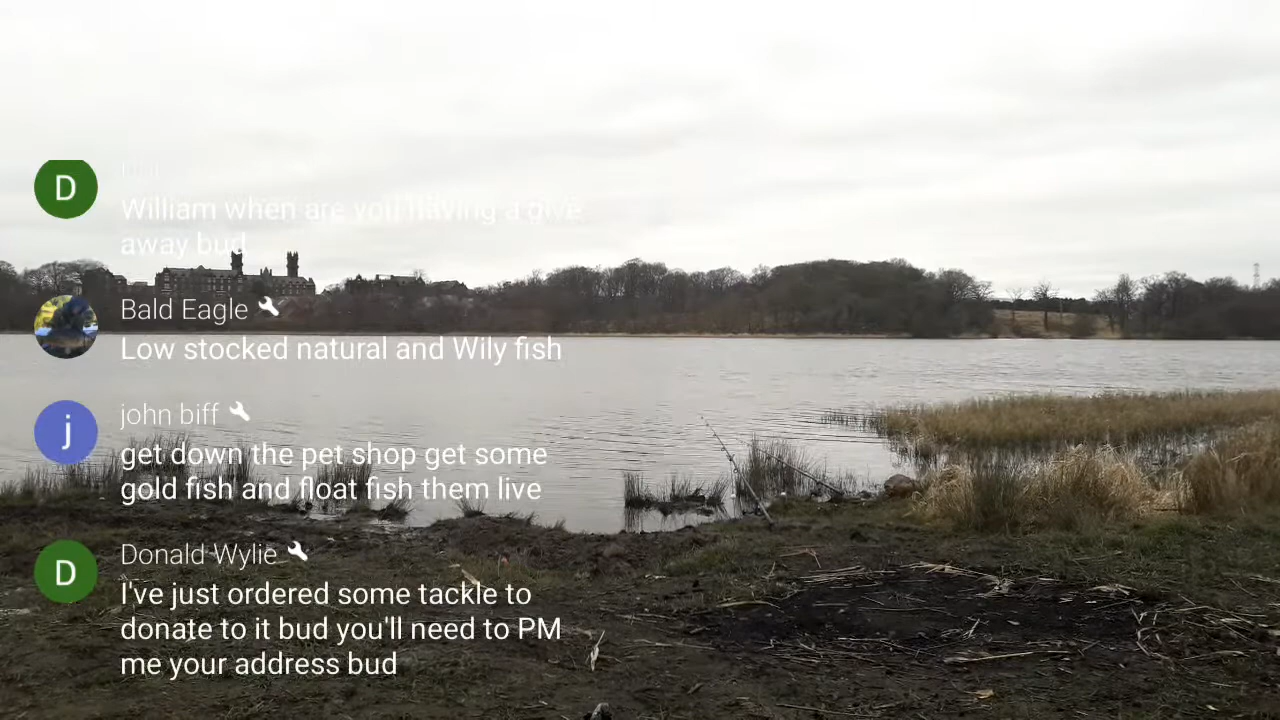 D
William when are you having a give
away bud
Bald Eagle
Low stocked natural and Wily fish
j
john biff
get down the pet shop get some
gold fish and float fish them live
D
Donald Wylie
I've just ordered some tackle to
donate to it bud you'll need to PM
me your address bud